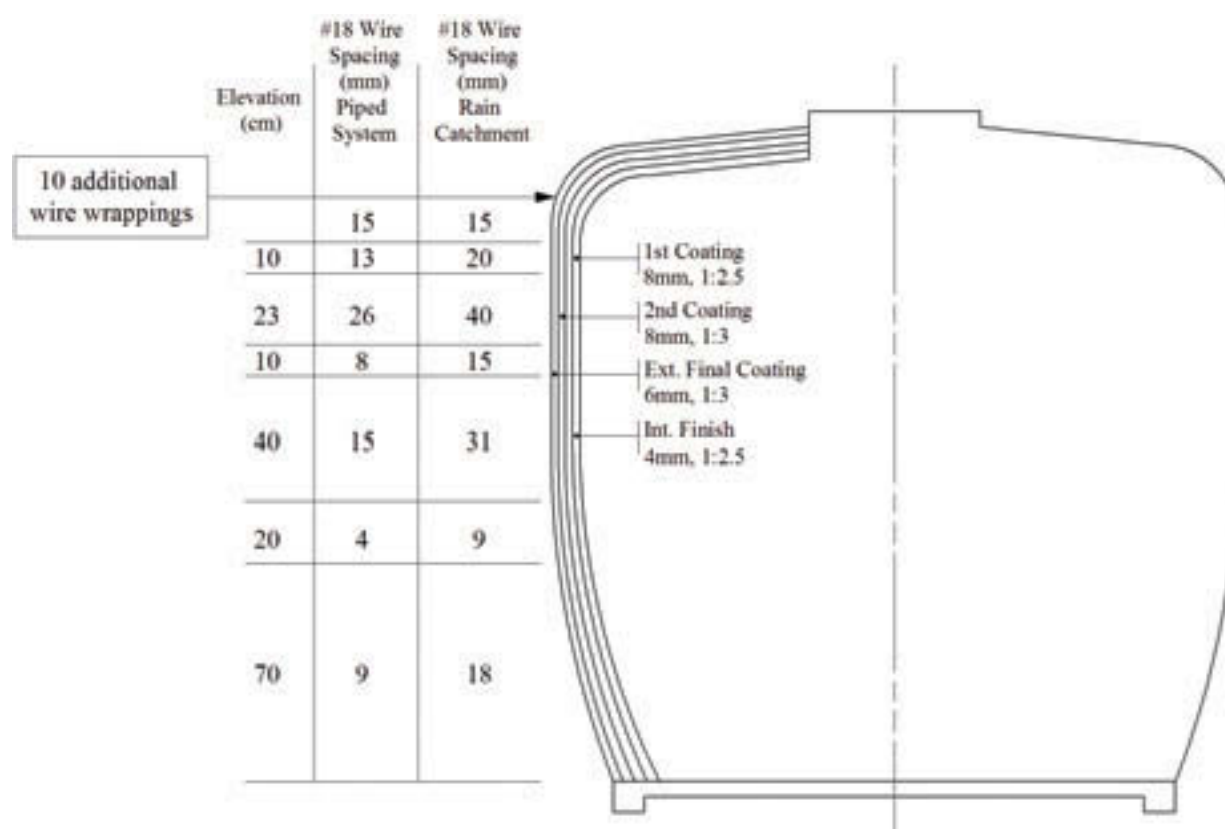 Elevation
(cm)
#18 Wire
Spacing
(mm)
Piped
System
#18 Wire
Spacing
(mm)
Rain
Catchment
10 additional
wire wrappings
15 15
10 13 20
23 26 40
10 8 15
40 15 31
20 4 9
70 9 18
1st Coating
8mm, 1:2.5
2nd Coating
8mm, 1:3
Ext. Final Coating
6mm, 1:3
Int. Finish
4mm, 1:2.5